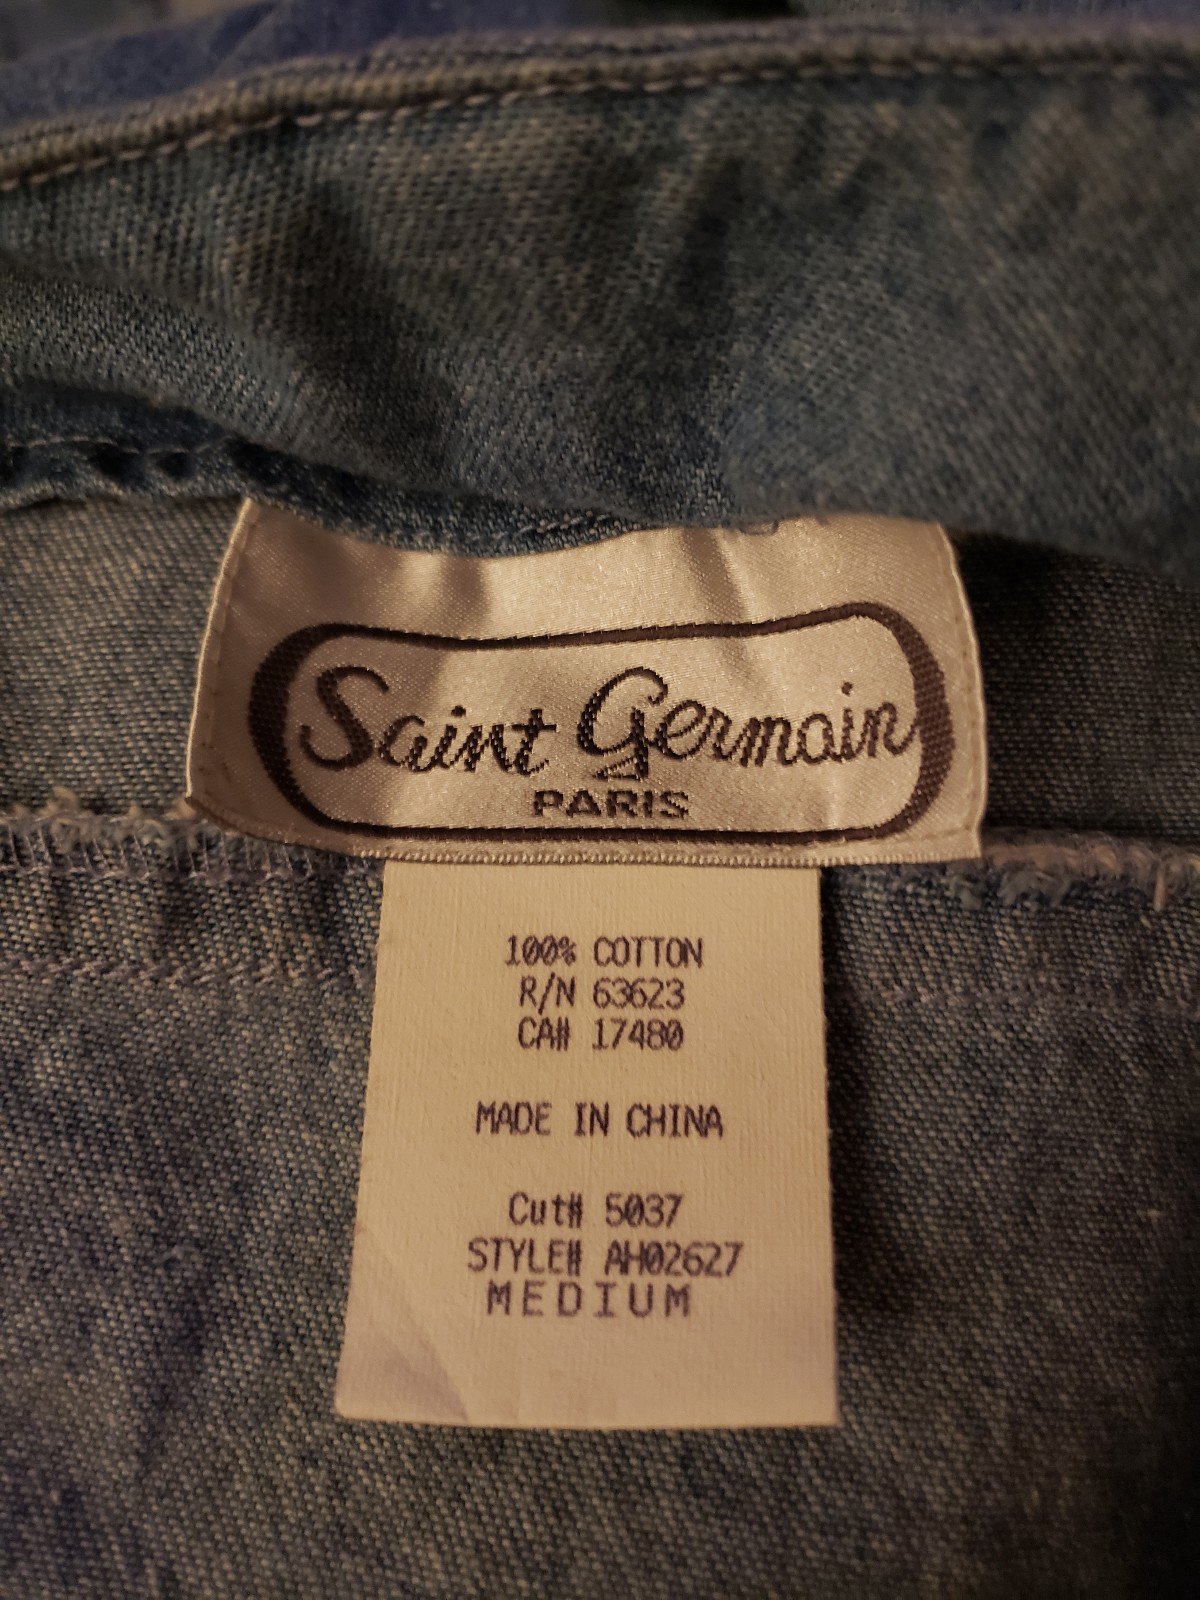 Saint Germain
PARIS
100% COTTON
R/N 63623
CA# 17480
MADE IN CHINA
Cut# 5037
STYLE# AH02627
MEDIUM